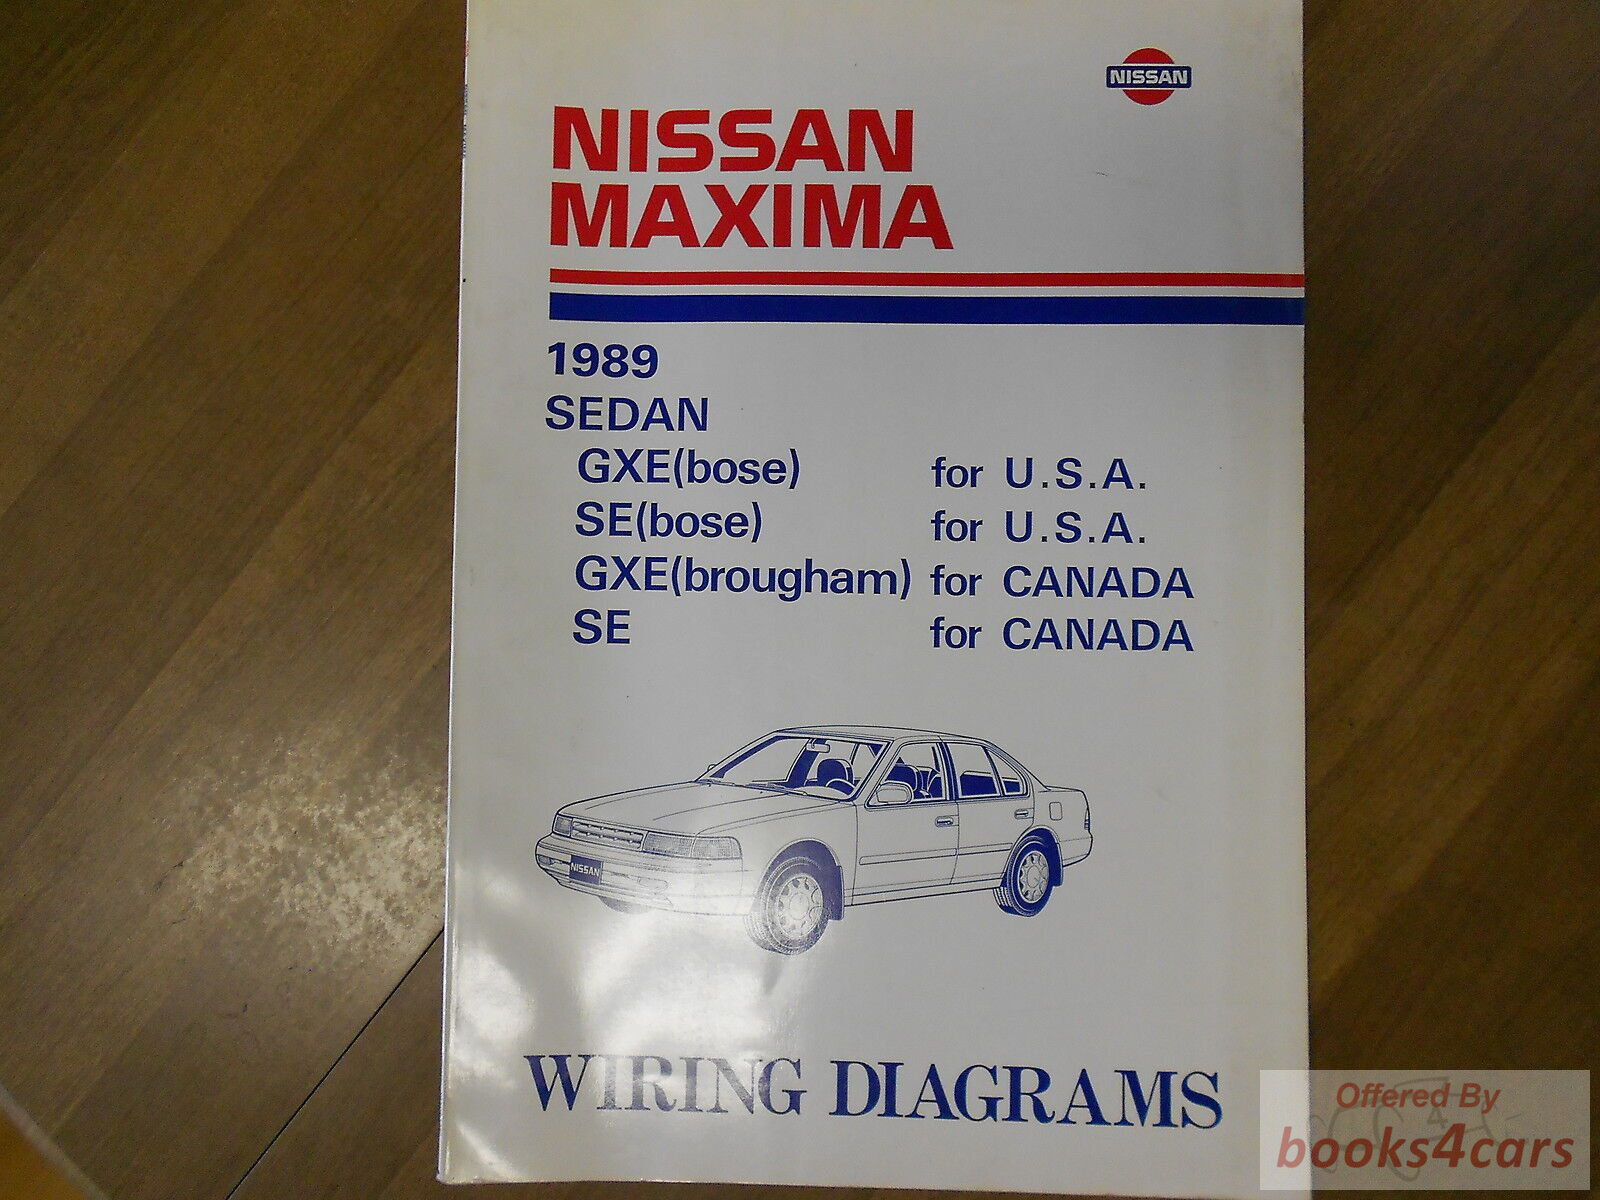 NISSAN
NISSAN
MAXIMA
1989
SEDAN
GXE(bose) for U.S.A.
SE(bose) for U.S.A.
GXE(brougham) for CANADA
SE for CANADA
NISSAN
WIRING DIAGRAMS
Offered By
books4cars